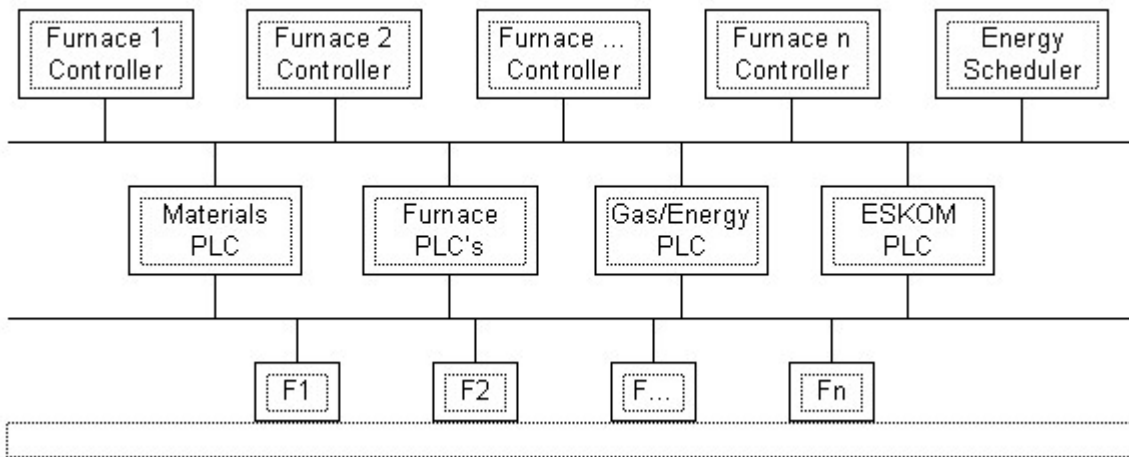 Furnace 1
Controller
Furnace 2
Controller
Furnace ...
Controller
Furnace n
Controller
Energy
Scheduler
Materials
PLC
Furnace
PLC's
Gas/Energy
PLC
ESKOM
PLC
F1
F2
F...
Fn